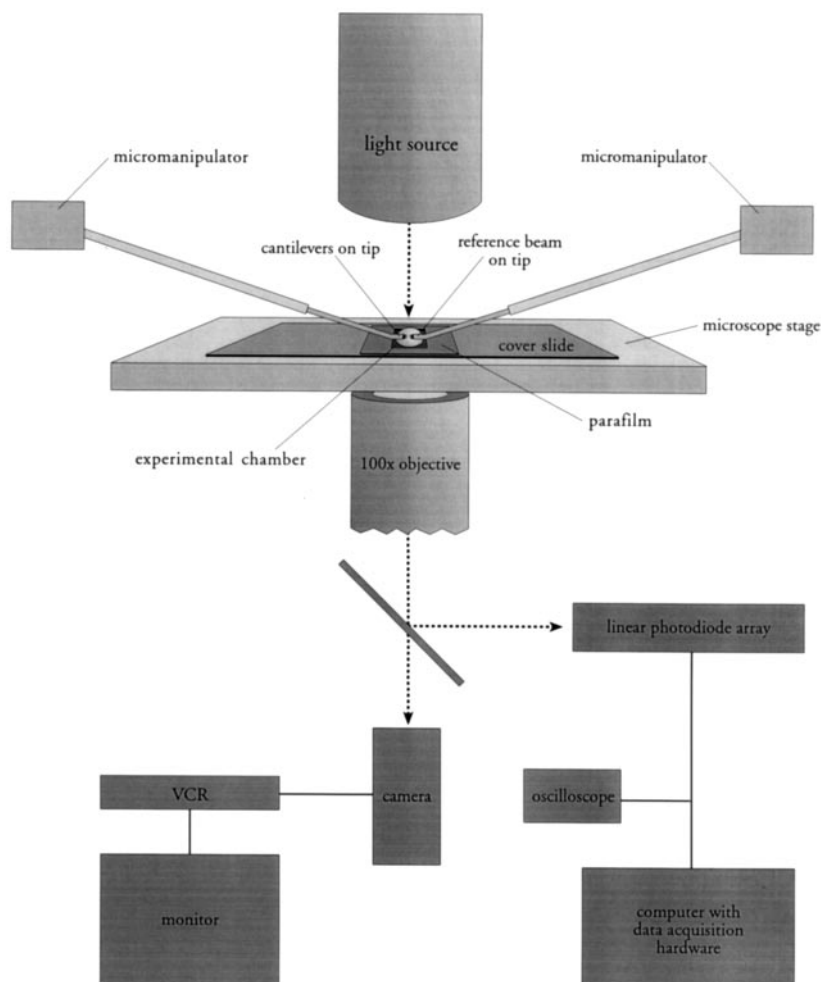 light source
micromanipulator
micromanipulator
cantilevers on tip
reference beam
on tip
microscope stage
cover slide
parafilm
experimental chamber
100x objective
linear photodiode array
VCR
camera
oscilloscope
monitor
computer with
data acquisition
hardware